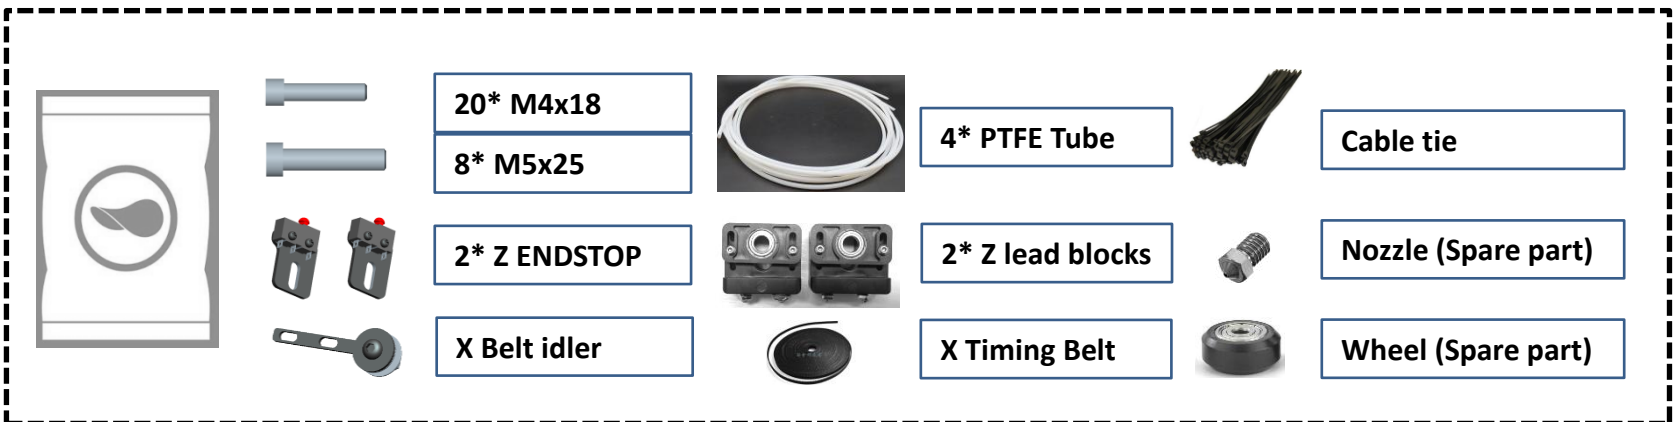 20* M4x18
8* M5x25
2* Z ENDSTOP
X Belt idler
4* PTFE Tube
2* Z lead blocks
X Timing Belt
Cable tie
Nozzle (Spare part)
Wheel (Spare part)